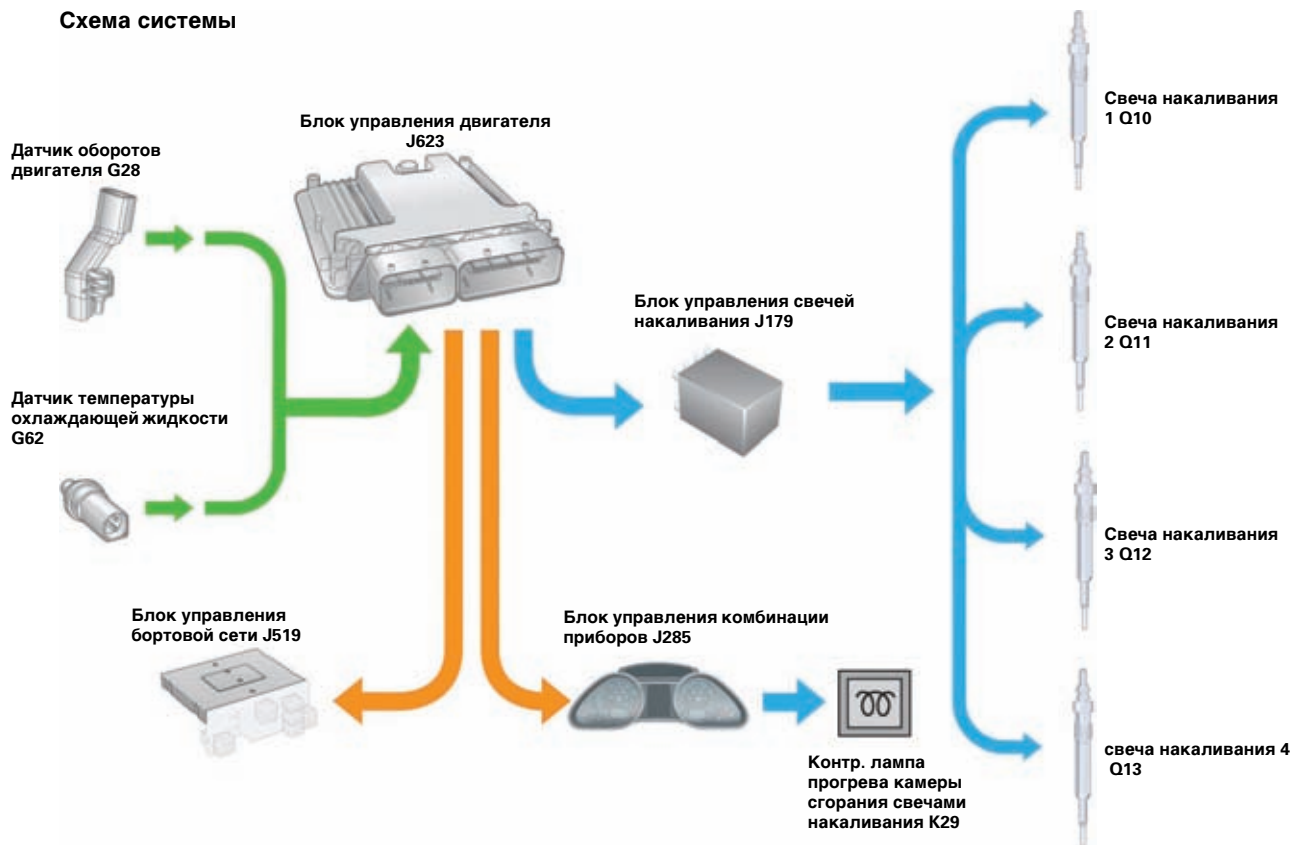 Схема системы
Блок управления двигателя
J623
Датчик оборотов
двигателя G28
Датчик температуры
охлаждающей жидкости
G62
Блок управления свечей
накаливания J179
Свеча накаливания
1 Q10
Свеча накаливания
2 Q11
Свеча накаливания
3 Q12
свеча накаливания 4
Q13
Блок управления
бортовой сети J519
Блок управления комбинации
приборов J285
Контр. лампа
прогрева камеры
сгорания свечами
накаливания K29